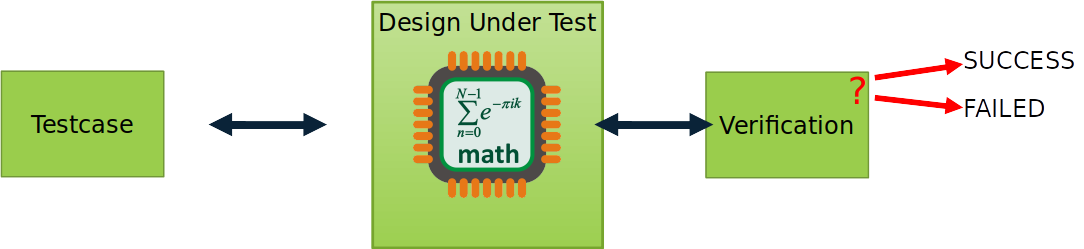 Design Under Test
Testcase
N−1
∑e^−πik
n=0
math
?
Verification
SUCCESS
FAILED